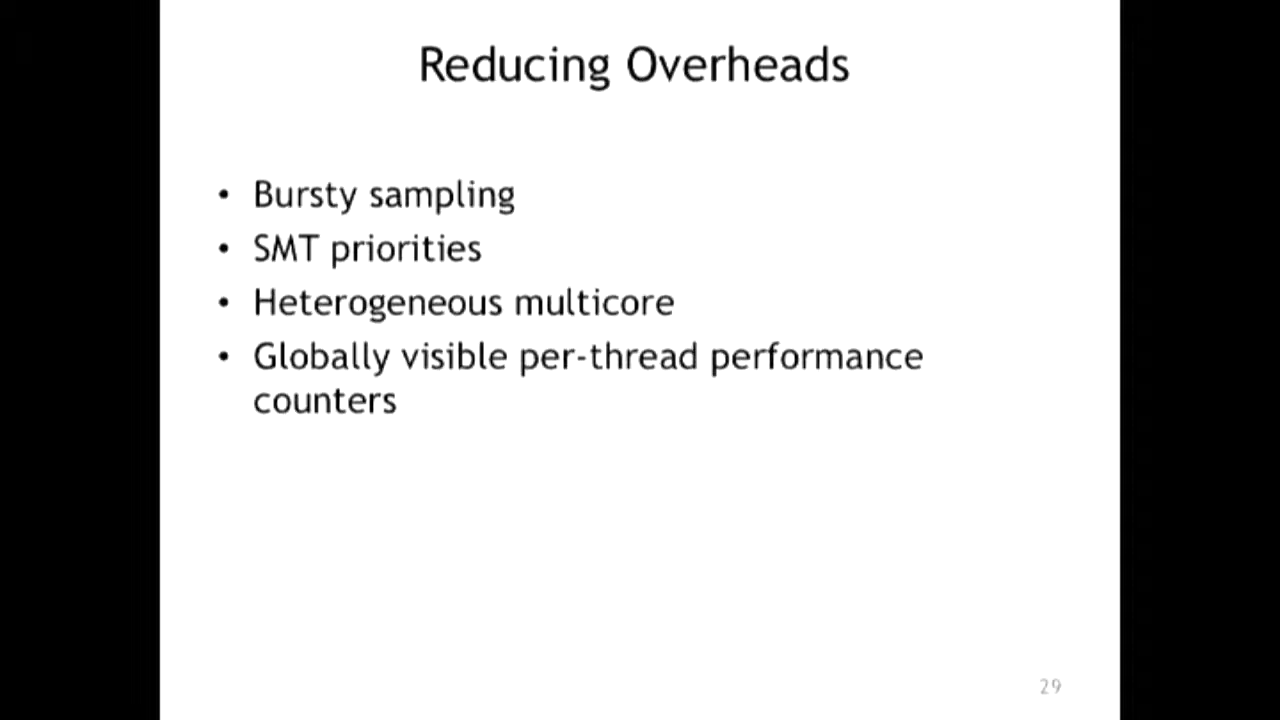 Reducing Overheads
• Bursty sampling
• SMT priorities
• Heterogeneous multicore
• Globally visible per-thread performance
counters
29